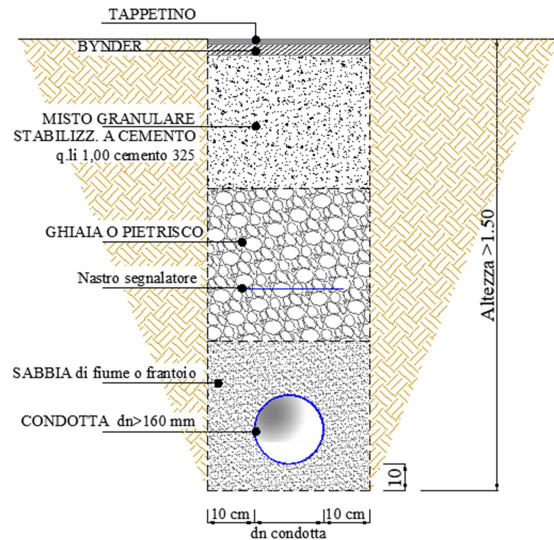 TAPPETINO
BYNDER
MISTO GRANULARE
STABILIZZ. A CEMENTO
q.li 1,00 cemento 325
GHIAIA O PIETRISCO
Nastro segnalatore
SABBIA di fiume o frantoio
CONDOTTA dn>160 mm
Altezza >1.50
10
10 cm
10 cm
dn condotta